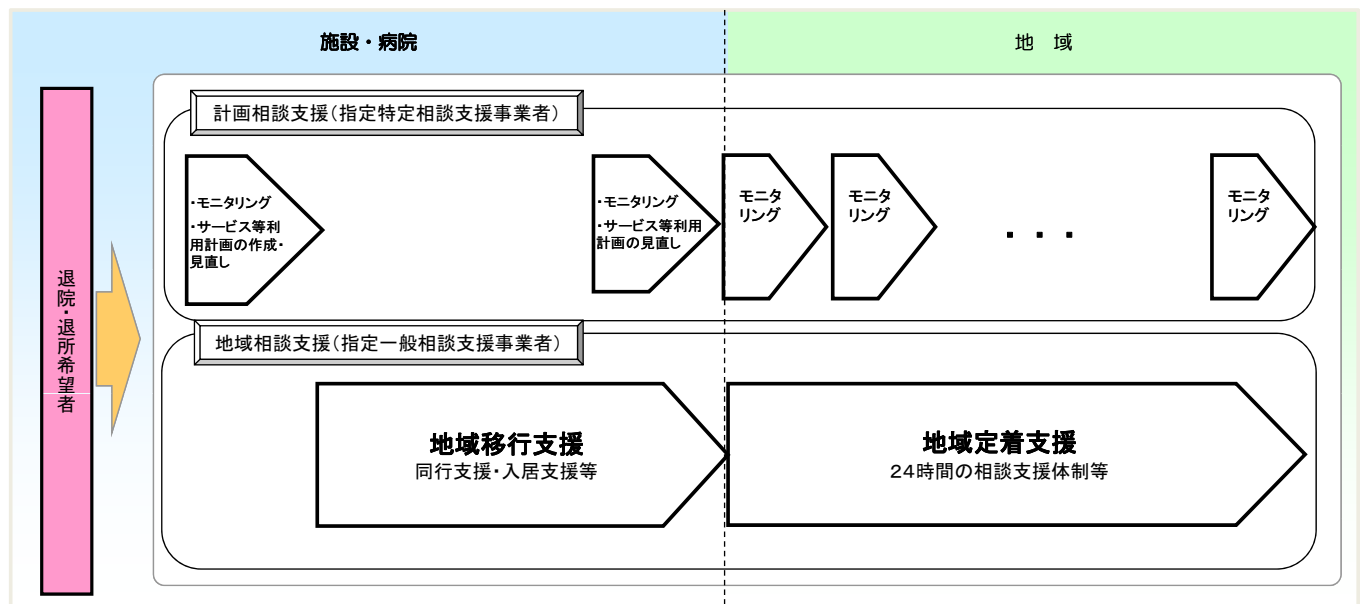 施設・病院
地 域
退院・退所希望者
計画相談支援(指定特定相談支援事業者)
・モニタリング
・サービス等利
用計画の作成・
見直し
・モニタリング
・サービス等利用
計画の見直し
モニタ
リング
モニタ
リング
・・・
モニタ
リング
地域相談支援(指定一般相談支援事業者)
地域移行支援
同行支援・入居支援等
地域定着支援
24時間の相談支援体制等